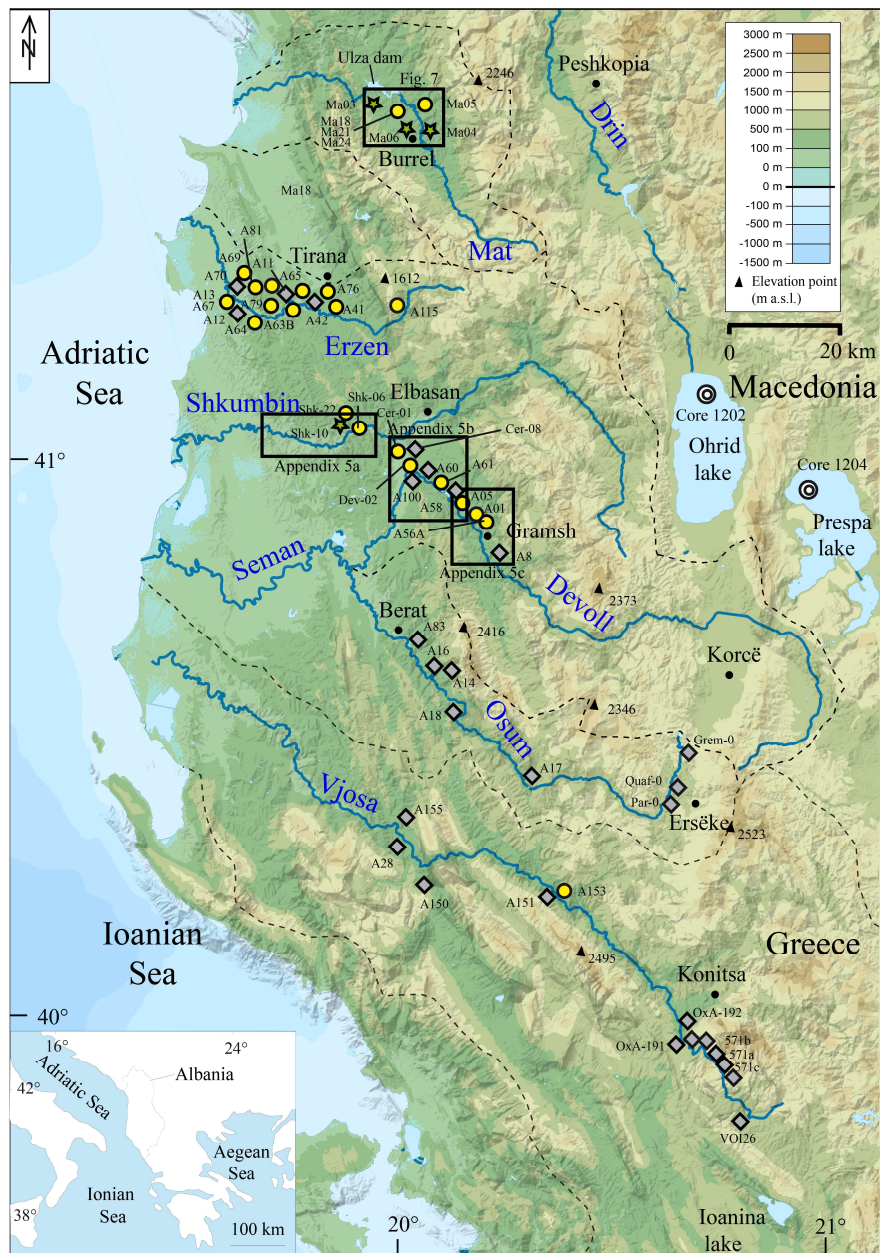 N
3000 m
2500 m
2000 m
1500 m
1000 m
500 m
100 m
0 m
0 m
-100 m
-500 m
-1000 m
-1500 m
Elevation point
(m a.s.l.)
0
20 km
Ulza dam
Fig. 7
2246
Peshkopia
Drin
Ma03
Ma05
Ma18
Ma21
Ma24
Ma06
Ma04
Burrel
Ma18
Mat
A81
A69
A11
A70
A65
Tirana
1612
A76
A13
A67
A79
A12
A64
A63B
A42
A41
A115
Erzen
Adriatic
Sea
Macedonia
Core 1202
Ohrid
lake
Core 1204
Prespa
lake
Shkumbin
Shk-06
Elbasan
Shk-22
Cer-01
Shk-10
Appendix 5b
Cer-08
Appendix 5a
41°
A60
A61
Dev-02
A100
A58
A05
A01
A56A
Gramsh
A8
Appendix 5c
Seman
Devoll
2373
Berat
A83
2416
A16
A14
Korcë
A18
Osum
2346
Grem-0
A17
Quaf-0
Par-0
Ersëke
2523
Vjosa
A155
A28
A150
A151
A153
Ioanian
Sea
2495
Greece
Konitsa
40°
OxA-192
OxA-191
571b
571a
571c
VOI26
Ioanina
lake
16°
24°
Adriatic Sea
Albania
42°
Aegean
Sea
Ionian
Sea
38°
100 km
20°
21°